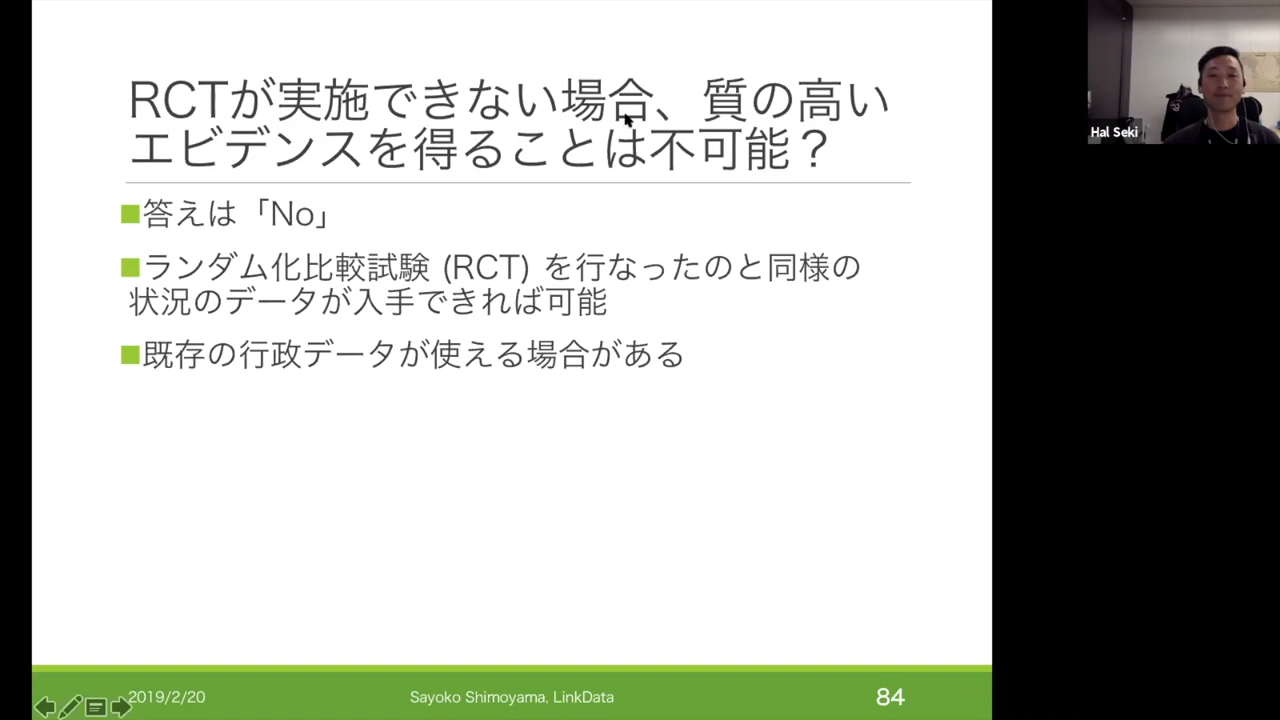 RCTが実施できない場合、質の高い
エビデンスを得ることは不可能？
■答えは「No」
■ランダム化比較試験 (RCT) を行なったのと同様の
状況のデータが入手できれば可能
■既存の行政データが使える場合がある
2019/2/20
Sayoko Shimoyama, LinkData
84
Hal Seki